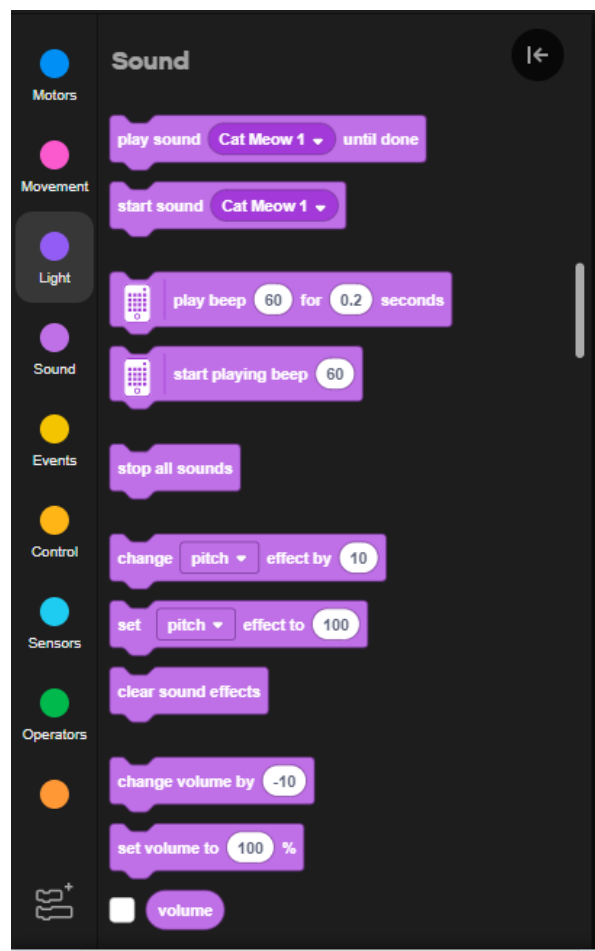 Sound
Motors
Movement
Light
Sound
Events
Control
Sensors
Operators
play sound Cat Meow 1 until done
start sound Cat Meow 1
play beep 60 for 0.2 seconds
start playing beep 60
stop all sounds
change pitch effect by 10
set pitch effect to 100
clear sound effects
change volume by -10
set volume to 100 %
volume